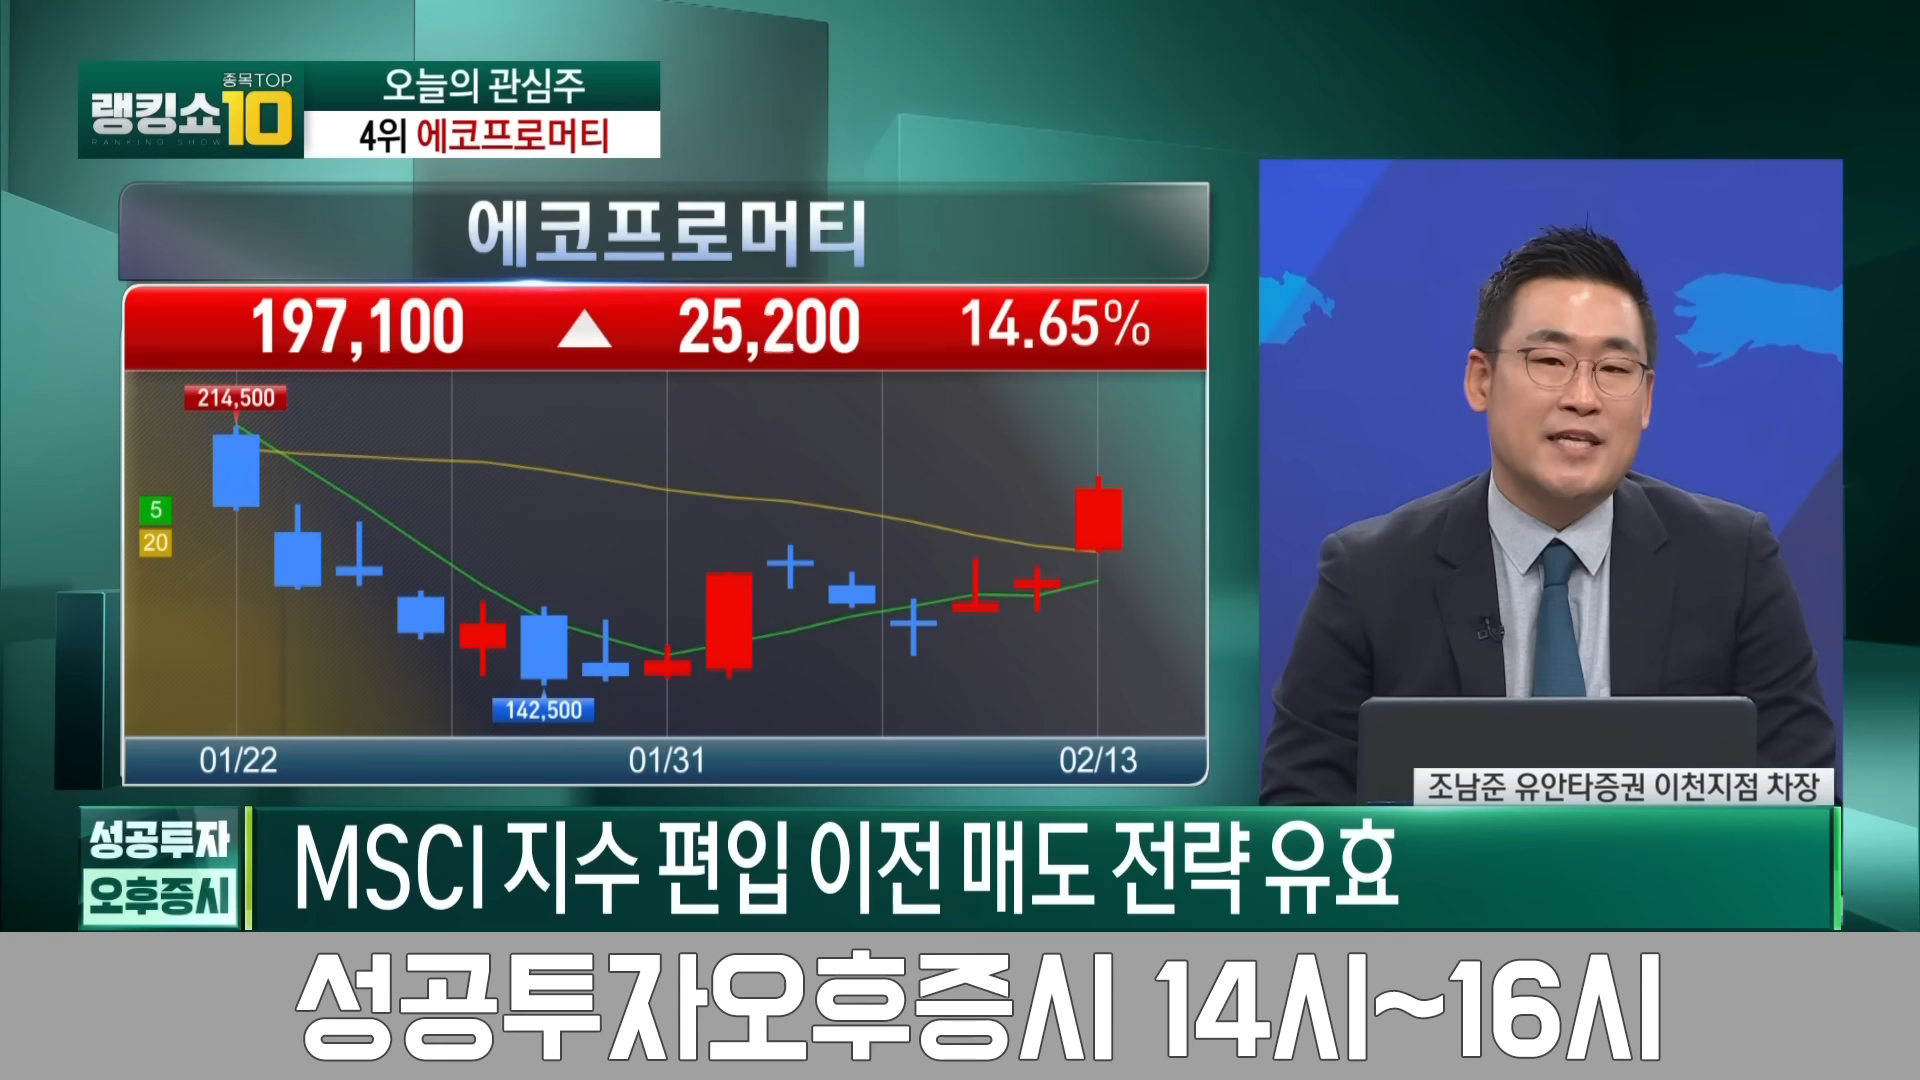 종목TOP
랭킹쇼10
RANKING SHOW
오늘의 관심주
4위 에코프로머티
에코프로머티
197,100 ▲ 25,200 14.65%
214,500
5
20
142,500
01/22 01/31 02/13
조남준 유안타증권 이천지점 차장
성공투자
오후증시
MSCI 지수 편입 이전 매도 전략 유효
성공투자오후증시 14시~16시